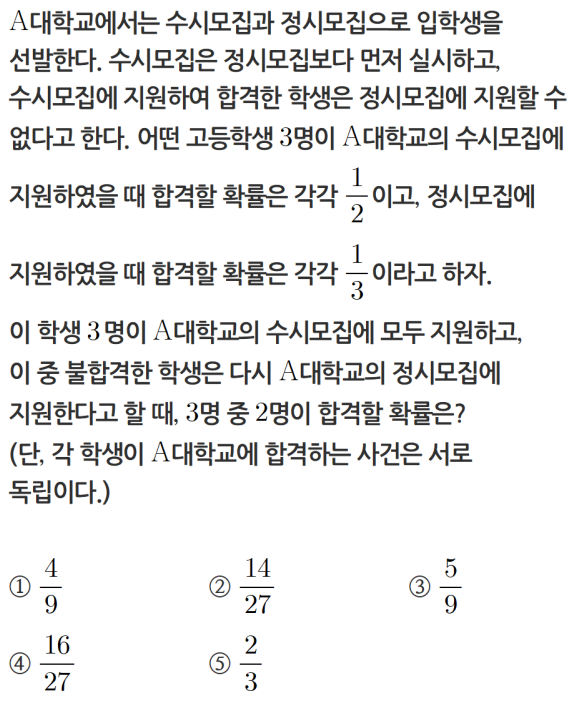 A대학교에서는 수시모집과 정시모집으로 입학생을
선발한다. 수시모집은 정시모집보다 먼저 실시하고,
수시모집에 지원하여 합격한 학생은 정시모집에 지원할 수
없다고 한다. 어떤 고등학생 3명이 A대학교의 수시모집에
지원하였을 때 합격할 확률은 각각 1/2이고, 정시모집에
지원하였을 때 합격할 확률은 각각 1/3이라고 하자.
이 학생 3명이 A대학교의 수시모집에 모두 지원하고,
이 중 불합격한 학생은 다시 A대학교의 정시모집에
지원한다고 할 때, 3명 중 2명이 합격할 확률은?
(단, 각 학생이 A대학교에 합격하는 사건은 서로
독립이다.)
① 4/9 ② 14/27 ③ 5/9
④ 16/27 ⑤ 2/3